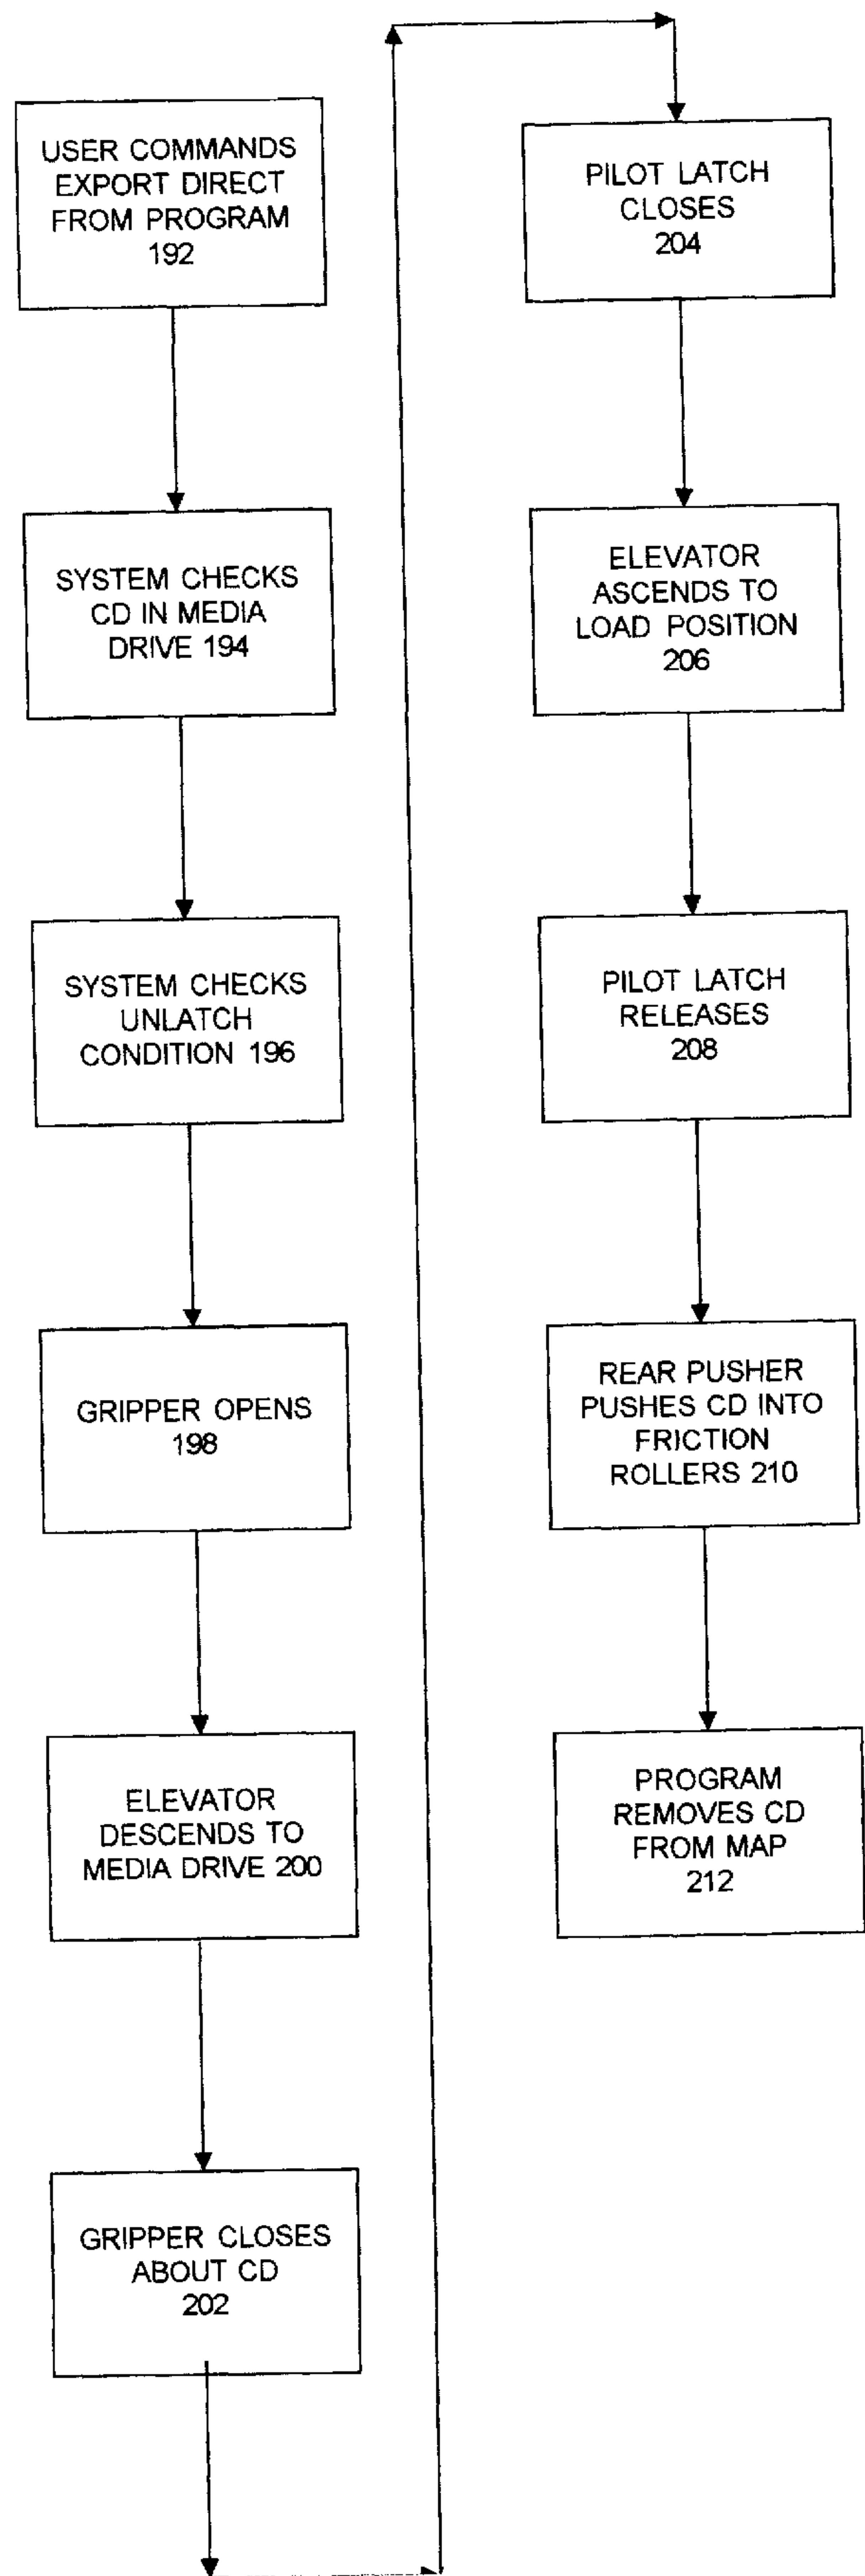 USER COMMANDS
EXPORT DIRECT
FROM PROGRAM
192
SYSTEM CHECKS
CD IN MEDIA
DRIVE 194
SYSTEM CHECKS
UNLATCH
CONDITION 196
GRIPPER OPENS
198
ELEVATOR
DESCENDS TO
MEDIA DRIVE 200
GRIPPER CLOSES
ABOUT CD
202
PILOT LATCH
CLOSES
204
ELEVATOR
ASCENDS TO
LOAD POSITION
206
PILOT LATCH
RELEASES
208
REAR PUSHER
PUSHES CD INTO
FRICTION
ROLLERS 210
PROGRAM
REMOVES CD
FROM MAP
212